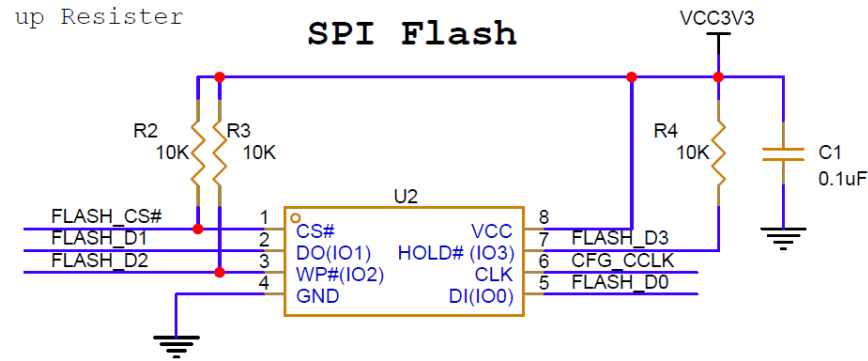 up Resister
SPI Flash
VCC3V3
R2
10K
R3
10K
R4
10K
C1
0.1uF
U2
FLASH_CS#
1
CS#
FLASH_D1
2
DO(IO1)
FLASH_D2
3
WP#(IO2)
4
GND
VCC
8
HOLD# (IO3)
7
FLASH_D3
CLK
6
CFG_CCLK
DI(IO0)
5
FLASH_D0